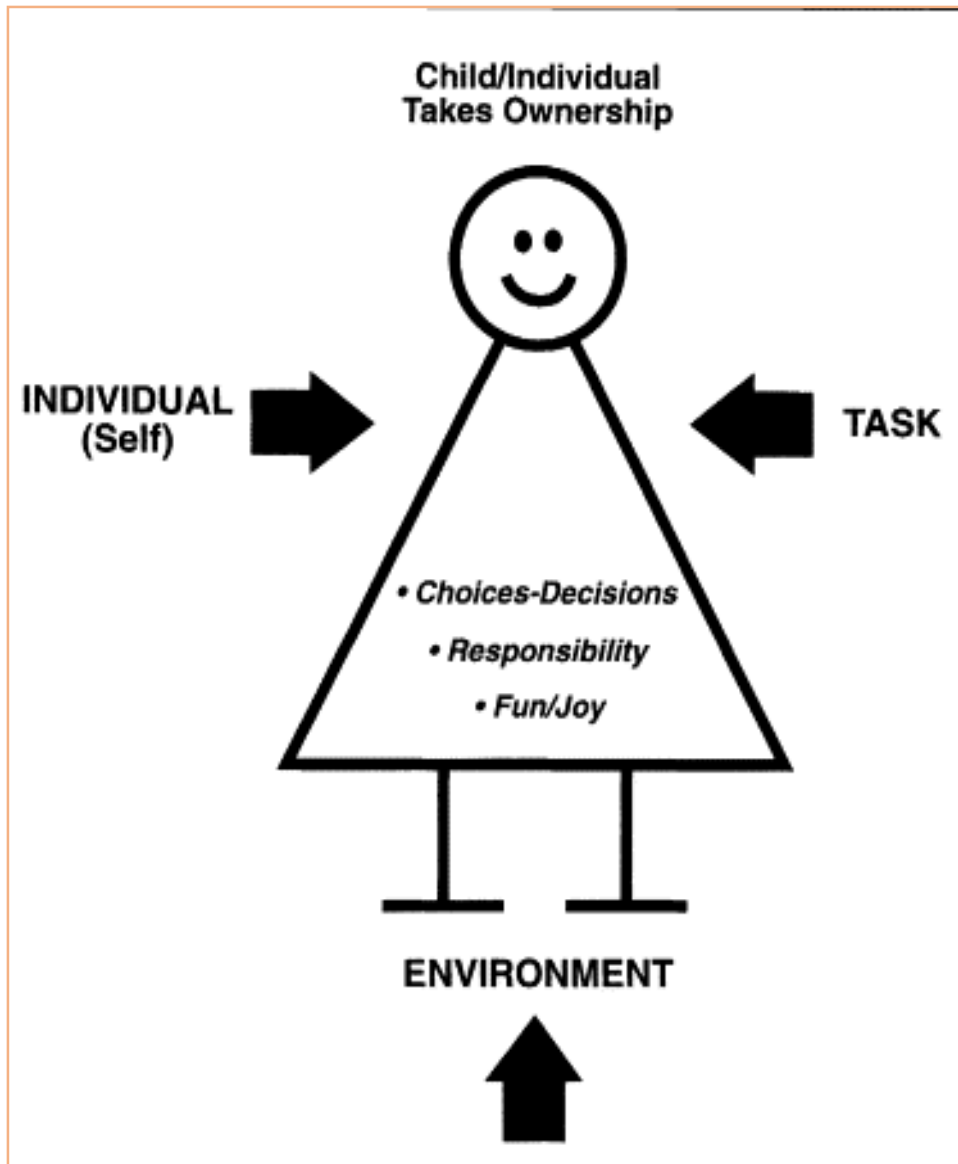 Child/Individual
Takes Ownership
INDIVIDUAL
(Self)
TASK
• Choices-Decisions
• Responsibility
• Fun/Joy
ENVIRONMENT